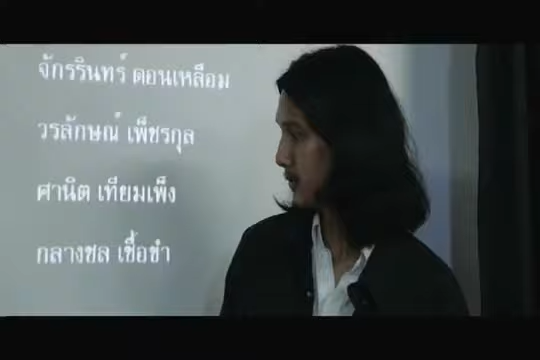 จักรรินทร์ ดอนเหลือม
วรลักษณ์ เพ็ชรกุล
ศานิต เทียมเพ็ง
กลางชล เชื้อขำ